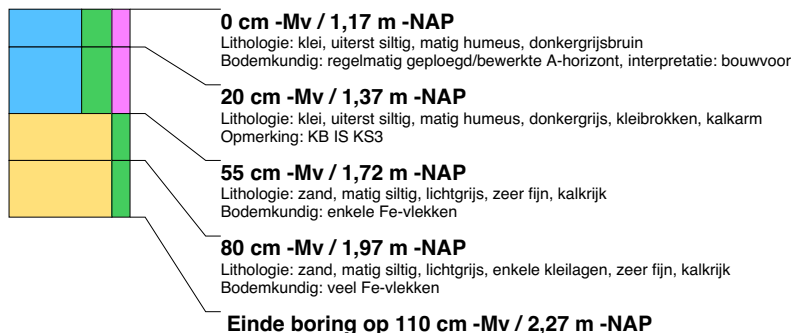 0 cm -Mv / 1,17 m -NAP
Lithologie: klei, uiterst siltig, matig humeus, donkergrijsbruin
Bodemkundig: regelmatig geploegd/bewerkte A-horizont, interpretatie: bouwvoor
20 cm -Mv / 1,37 m -NAP
Lithologie: klei, uiterst siltig, matig humeus, donkergrijs, kleibrokken, kalkarm
Opmerking: KB IS KS3
55 cm -Mv / 1,72 m -NAP
Lithologie: zand, matig siltig, lichtgrijs, zeer fijn, kalkrijk
Bodemkundig: enkele Fe-vlekken
80 cm -Mv / 1,97 m -NAP
Lithologie: zand, matig siltig, lichtgrijs, enkele kleilagen, zeer fijn, kalkrijk
Bodemkundig: veel Fe-vlekken
Einde boring op 110 cm -Mv / 2,27 m -NAP